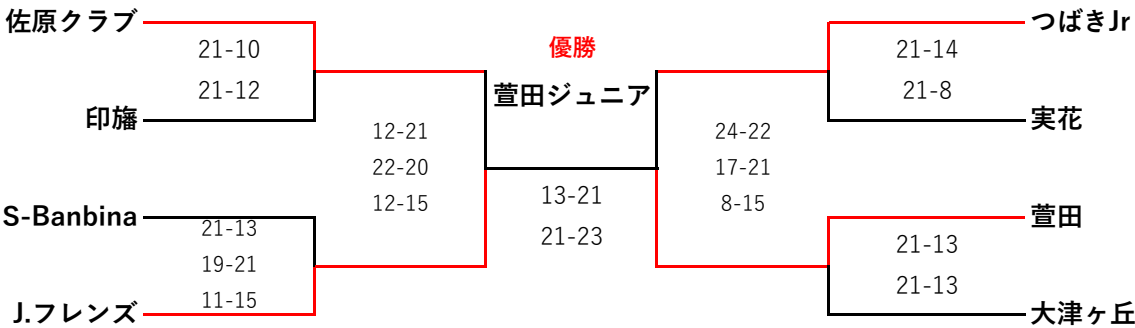 佐原クラブ
21-10
21-12
印旛
S-Banbina
21-13
19-21
11-15
J.フレンズ
12-21
22-20
12-15
優勝
萱田ジュニア
13-21
21-23
24-22
17-21
8-15
つばきJr
21-14
21-8
実花
萱田
21-13
21-13
大津ヶ丘